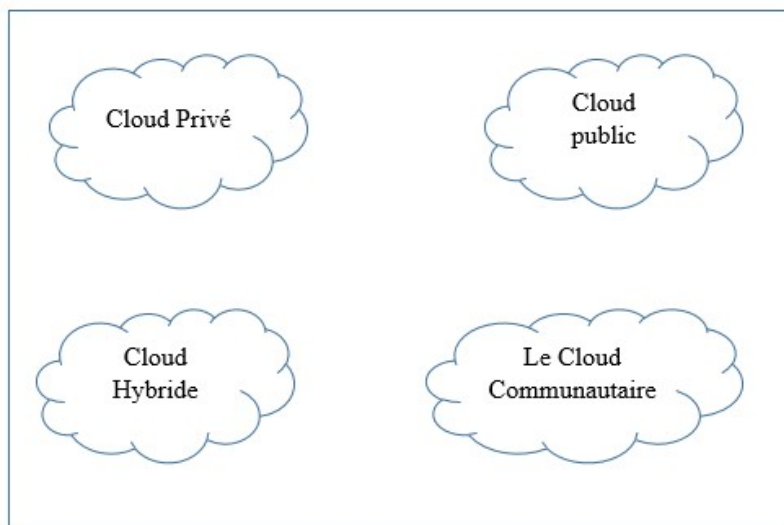 Cloud Privé
Cloud
public
Cloud
Hybride
Le Cloud
Communautaire